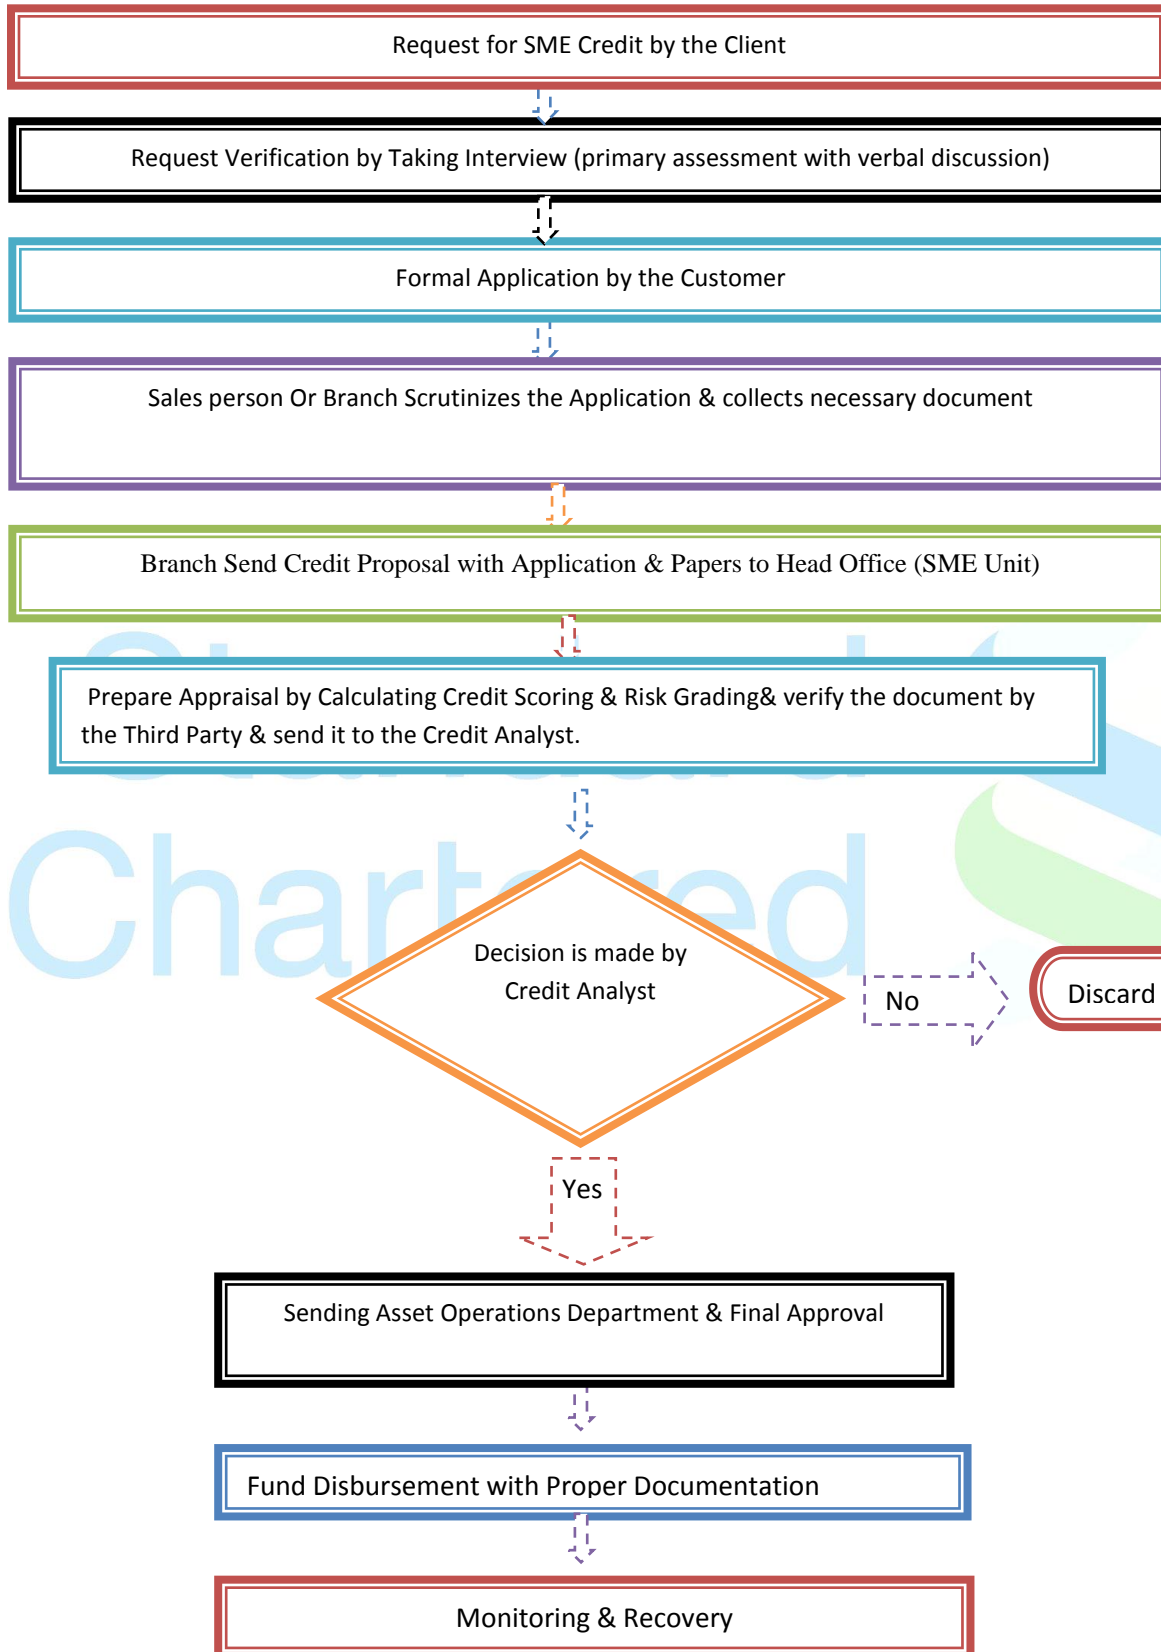 Request for SME Credit by the Client
Request Verification by Taking Interview (primary assessment with verbal discussion)
Formal Application by the Customer
Sales person Or Branch Scrutinizes the Application & collects necessary document
Branch Send Credit Proposal with Application & Papers to Head Office (SME Unit)
Standard
Prepare Appraisal by Calculating Credit Scoring & Risk Grading& verify the document by
the Third Party & send it to the Credit Analyst.
Chartered
Decision is made by
Credit Analyst
No
Discard
Yes
Sending Asset Operations Department & Final Approval
Fund Disbursement with Proper Documentation
Monitoring & Recovery